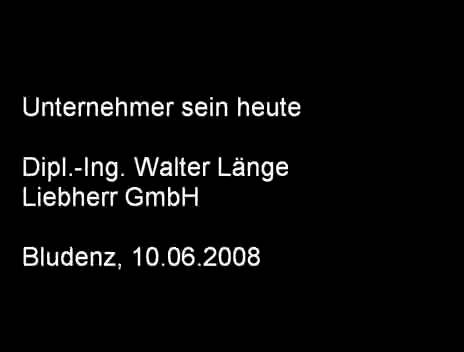 Unternehmer sein heute
Dipl.-Ing. Walter Länge
Liebherr GmbH
Bludenz, 10.06.2008